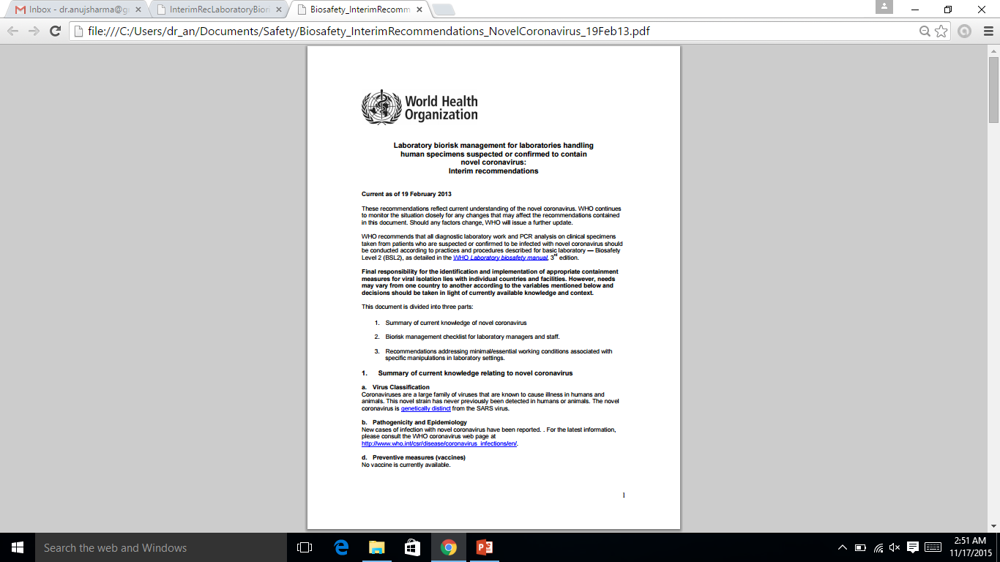 Inbox - dr.anujsharma@g
InterimRecLaboratoryBior
Biosafety_InterimRecomm
file:///C:/Users/dr_an/Documents/Safety/Biosafety_InterimRecommendations_NovelCoronavirus_19Feb13.pdf
World Health
Organization
Laboratory biorisk management for laboratories handling
human specimens suspected or confirmed to contain
novel coronavirus:
Interim recommendations
Current as of 19 February 2013
These recommendations reflect current understanding of the novel coronavirus. WHO continues
to monitor the situation closely for any changes that may affect the recommendations contained
in this document. Should any factors change, WHO will issue a further update.
WHO recommends that all diagnostic laboratory work and PCR analysis on clinical specimens
taken from patients who are suspected or confirmed to be infected with novel coronavirus should
be conducted according to practices and procedures described for basic laboratory — Biosafety
Level 2 (BSL2), as detailed in the WHO Laboratory biosafety manual, 3rd edition.
Final responsibility for the identification and implementation of appropriate containment
measures for viral isolation lies with individual countries and facilities. However, needs
may vary from one country to another according to the variables mentioned below and
decisions should be taken in light of currently available knowledge and context.
This document is divided into three parts:
1. Summary of current knowledge of novel coronavirus
2. Biorisk management checklist for laboratory managers and staff.
3. Recommendations addressing minimal/essential working conditions associated with
specific manipulations in laboratory settings.
1. Summary of current knowledge relating to novel coronavirus
a. Virus Classification
Coronaviruses are a large family of viruses that are known to cause illness in humans and
animals. This novel strain has never previously been detected in humans or animals. The novel
coronavirus is genetically distinct from the SARS virus.
b. Pathogenicity and Epidemiology
New cases of infection with novel coronavirus have been reported. . For the latest information,
please consult the WHO coronavirus web page at
http://www.who.int/csr/disease/coronavirus_infections/en/.
d. Preventive measures (vaccines)
No vaccine is currently available.
1
Search the web and Windows
2:51 AM
11/17/2015